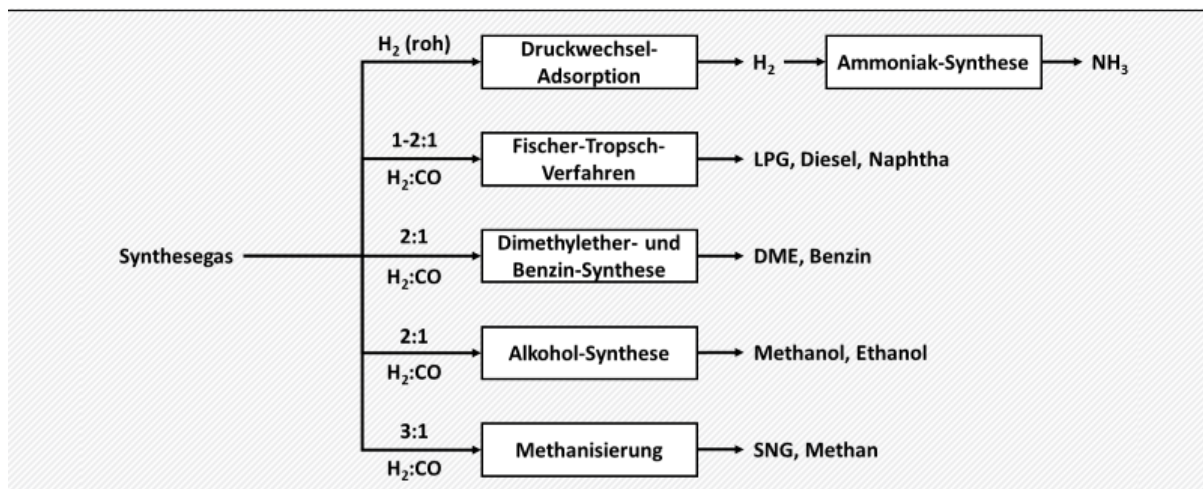 H₂ (roh)
Druckwechsel-
Adsorption
H₂
Ammoniak-Synthese
NH₃
1-2:1
H₂:CO
Fischer-Tropsch-
Verfahren
LPG, Diesel, Naphtha
Synthesegas
2:1
H₂:CO
Dimethylether- und
Benzin-Synthese
DME, Benzin
2:1
H₂:CO
Alkohol-Synthese
Methanol, Ethanol
3:1
H₂:CO
Methanisierung
SNG, Methan